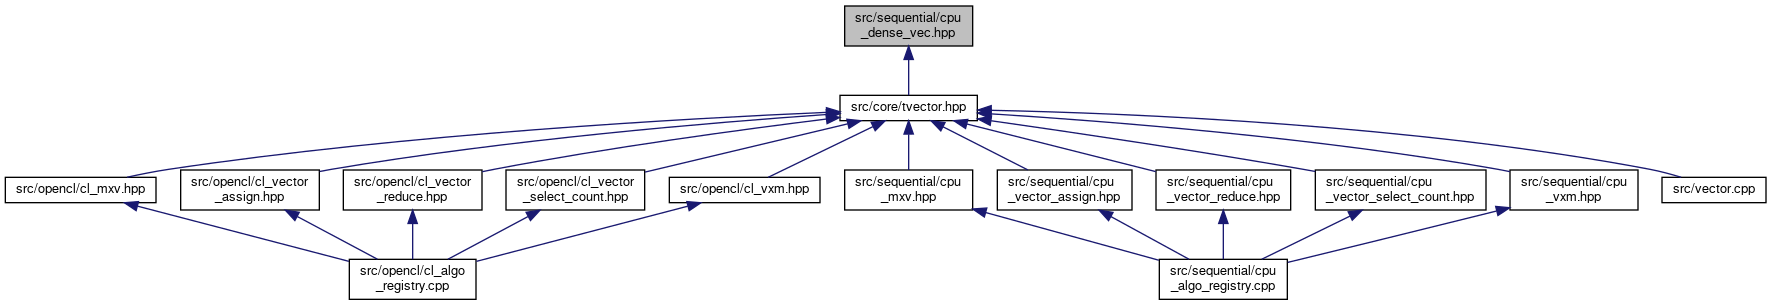 src/sequential/cpu
_dense_vec.hpp
src/core/tvector.hpp
src/opencl/cl_mxv.hpp
src/opencl/cl_vector
_assign.hpp
src/opencl/cl_vector
_reduce.hpp
src/opencl/cl_vector
_select_count.hpp
src/opencl/cl_vxm.hpp
src/sequential/cpu
_mxv.hpp
src/sequential/cpu
_vector_assign.hpp
src/sequential/cpu
_vector_reduce.hpp
src/sequential/cpu
_vector_select_count.hpp
src/sequential/cpu
_vxm.hpp
src/vector.cpp
src/opencl/cl_algo
_registry.cpp
src/sequential/cpu
_algo_registry.cpp